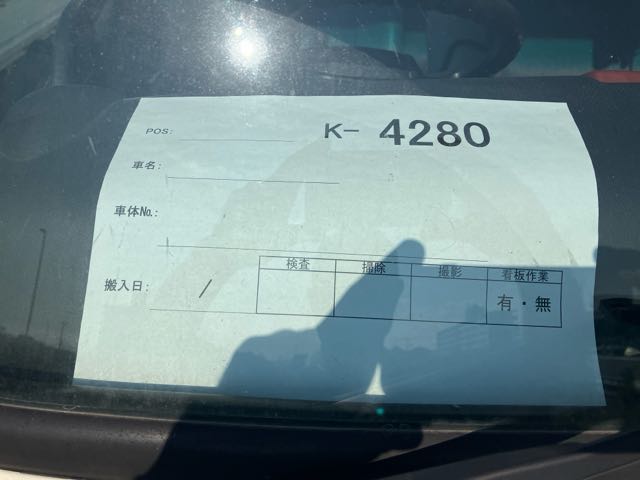 POS: K- 4280
車名:
車体No.:
検査 掃除 撮影 看板作業
搬入日: / 有・無